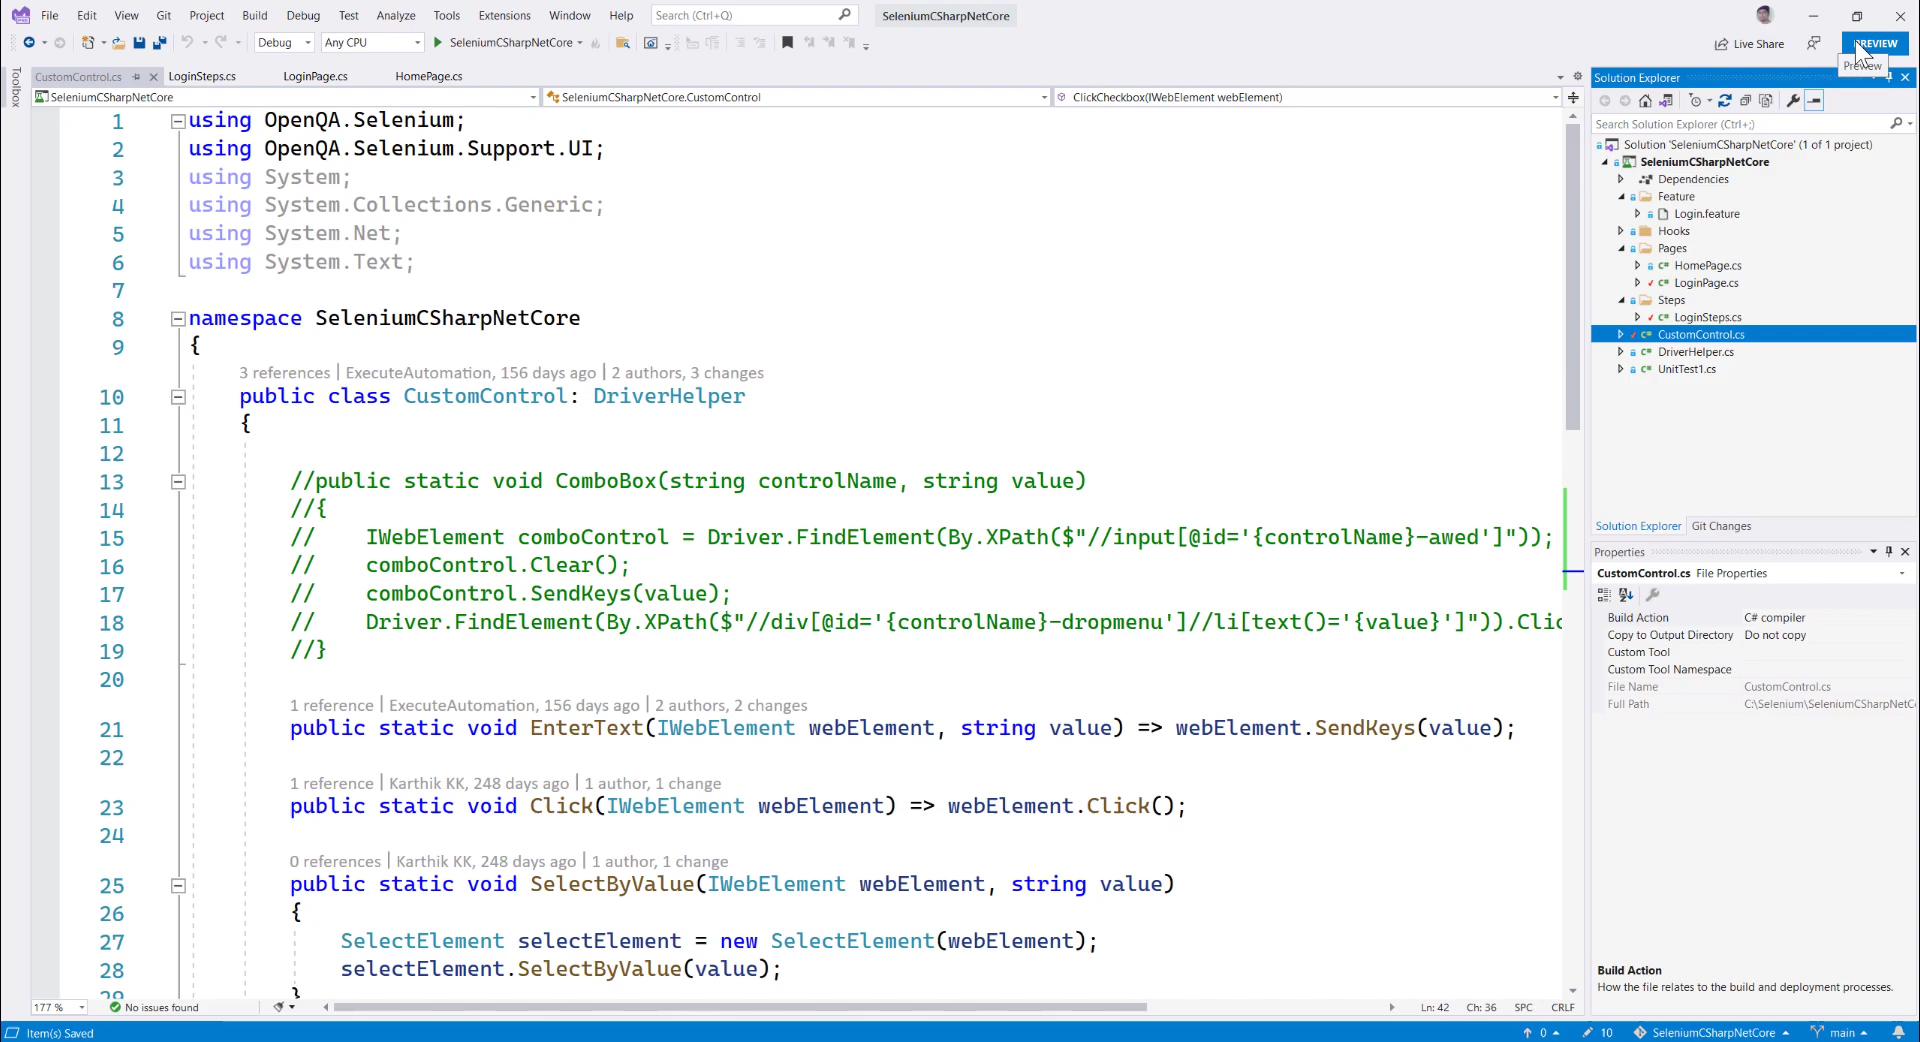 File Edit View Git Project Build Debug Test Analyze Tools Extensions Window Help Search (Ctrl+Q) SeleniumCSharpNetCore
Debug Any CPU SeleniumCSharpNetCore Live Share PREVIEW
Preview
Toolbox
CustomControl.cs LoginSteps.cs LoginPage.cs HomePage.cs
SeleniumCSharpNetCore SeleniumCSharpNetCore.CustomControl ClickCheckbox(IWebElement webElement)
1 using OpenQA.Selenium;
2 using OpenQA.Selenium.Support.UI;
3 using System;
4 using System.Collections.Generic;
5 using System.Net;
6 using System.Text;
7
8 namespace SeleniumCSharpNetCore
9 {
3 references | ExecuteAutomation, 156 days ago | 2 authors, 3 changes
10 public class CustomControl: DriverHelper
11 {
12
13 //public static void ComboBox(string controlName, string value)
14 //{
15 // IWebElement comboControl = Driver.FindElement(By.XPath($"//input[@id='{controlName}-awed']"));
16 // comboControl.Clear();
17 // comboControl.SendKeys(value);
18 // Driver.FindElement(By.XPath($"//div[@id='{controlName}-dropmenu']//li[text()='{value}']")).Clic
19 //}
20
1 reference | ExecuteAutomation, 156 days ago | 2 authors, 2 changes
21 public static void EnterText(IWebElement webElement, string value) => webElement.SendKeys(value);
22
1 reference | Karthik KK, 248 days ago | 1 author, 1 change
23 public static void Click(IWebElement webElement) => webElement.Click();
24
0 references | Karthik KK, 248 days ago | 1 author, 1 change
25 public static void SelectByValue(IWebElement webElement, string value)
26 {
27 SelectElement selectElement = new SelectElement(webElement);
28 selectElement.SelectByValue(value);
29 }
177 % No issues found Ln: 42 Ch: 36 SPC CRLF
Solution Explorer
Search Solution Explorer (Ctrl+;)
Solution 'SeleniumCSharpNetCore' (1 of 1 project)
SeleniumCSharpNetCore
Dependencies
Feature
Login.feature
Hooks
Pages
HomePage.cs
LoginPage.cs
Steps
LoginSteps.cs
CustomControl.cs
DriverHelper.cs
UnitTest1.cs
Solution Explorer Git Changes
Properties
CustomControl.cs File Properties
Build Action C# compiler
Copy to Output Directory Do not copy
Custom Tool
Custom Tool Namespace
File Name CustomControl.cs
Full Path C:\Selenium\SeleniumCSharpNetC
Build Action
How the file relates to the build and deployment processes.
Item(s) Saved 0 10 SeleniumCSharpNetCore main